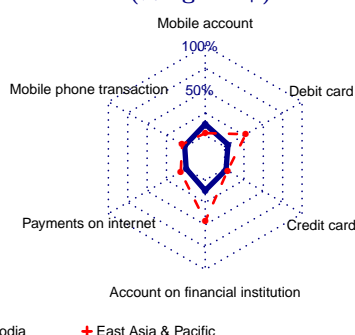 Mobile account
100%
Mobile phone transaction
50%
Debit card
Payments on internet
Credit card
Account on financial institution
East Asia & Pacific